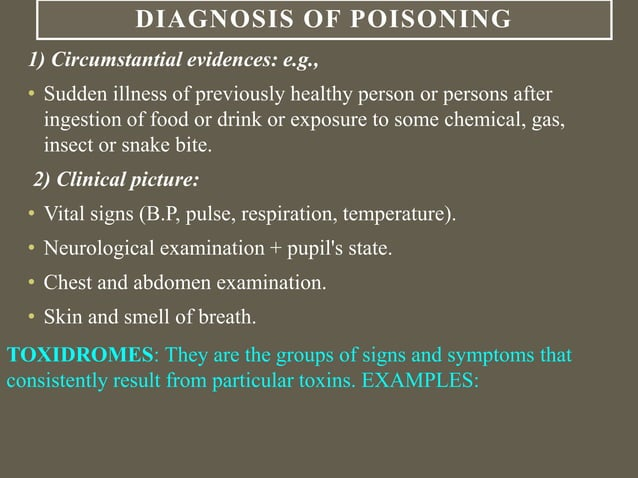 DIAGNOSIS OF POISONING
1) Circumstantial evidences: e.g.,
• Sudden illness of previously healthy person or persons after
ingestion of food or drink or exposure to some chemical, gas,
insect or snake bite.
2) Clinical picture:
• Vital signs (B.P, pulse, respiration, temperature).
• Neurological examination + pupil's state.
• Chest and abdomen examination.
• Skin and smell of breath.
TOXIDROMES: They are the groups of signs and symptoms that
consistently result from particular toxins. EXAMPLES: